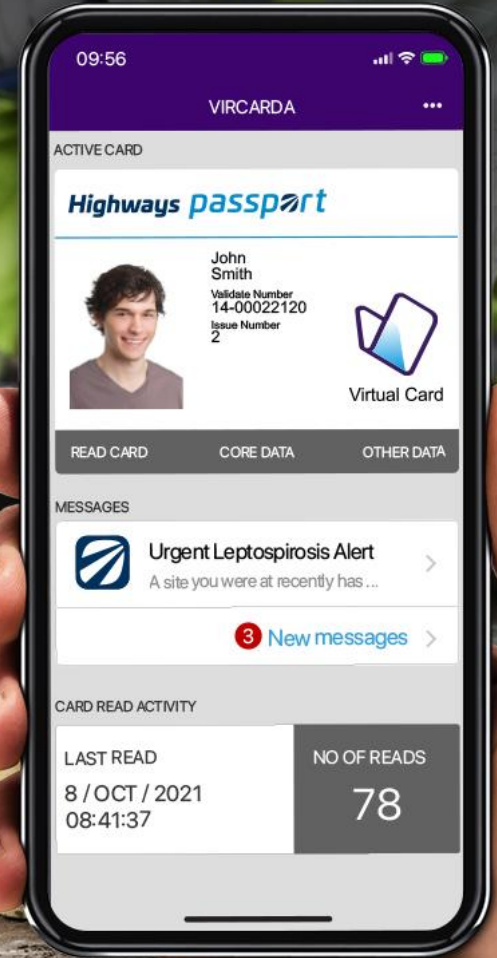 09:56
VIRCARDA
ACTIVE CARD
Highways passport
John
Smith
Validate Number
14-00022120
Issue Number
2
Virtual Card
READ CARD CORE DATA OTHER DATA
MESSAGES
Urgent Leptospirosis Alert
A site you were at recently has ...
3 New messages
CARD READ ACTIVITY
LAST READ
8 / OCT / 2021
08:41:37
NO OF READS
78